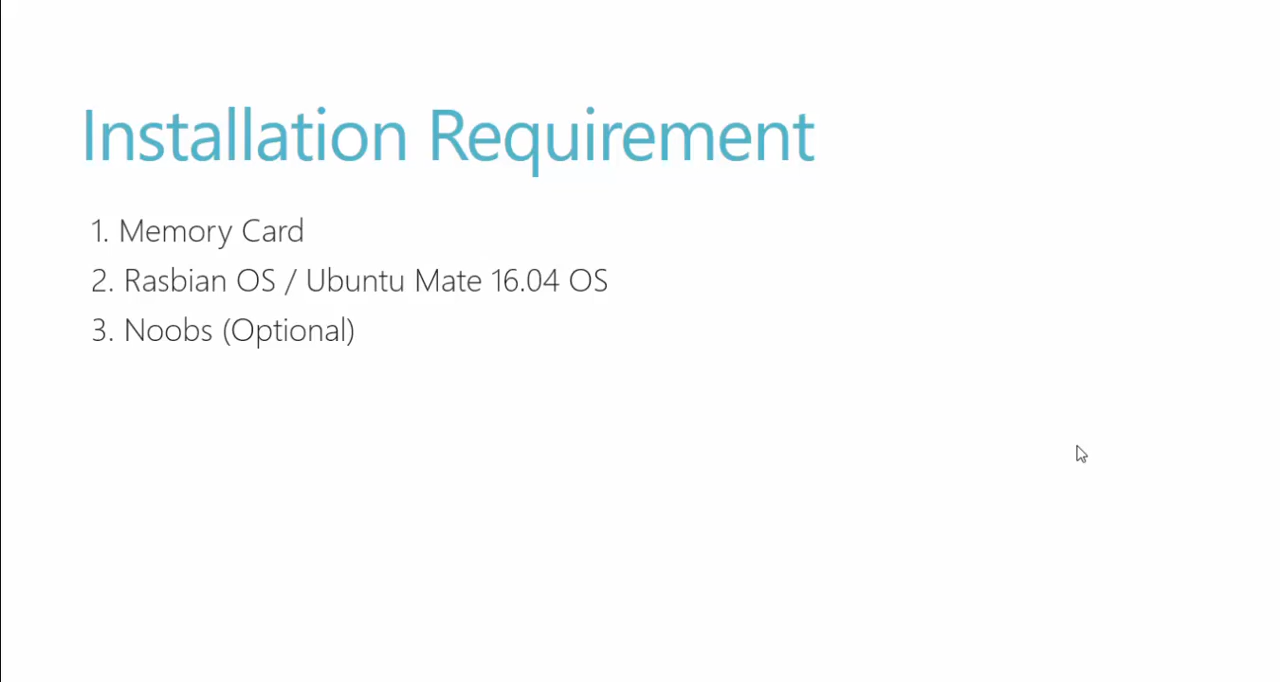 Installation Requirement
1. Memory Card
2. Rasbian OS / Ubuntu Mate 16.04 OS
3. Noobs (Optional)